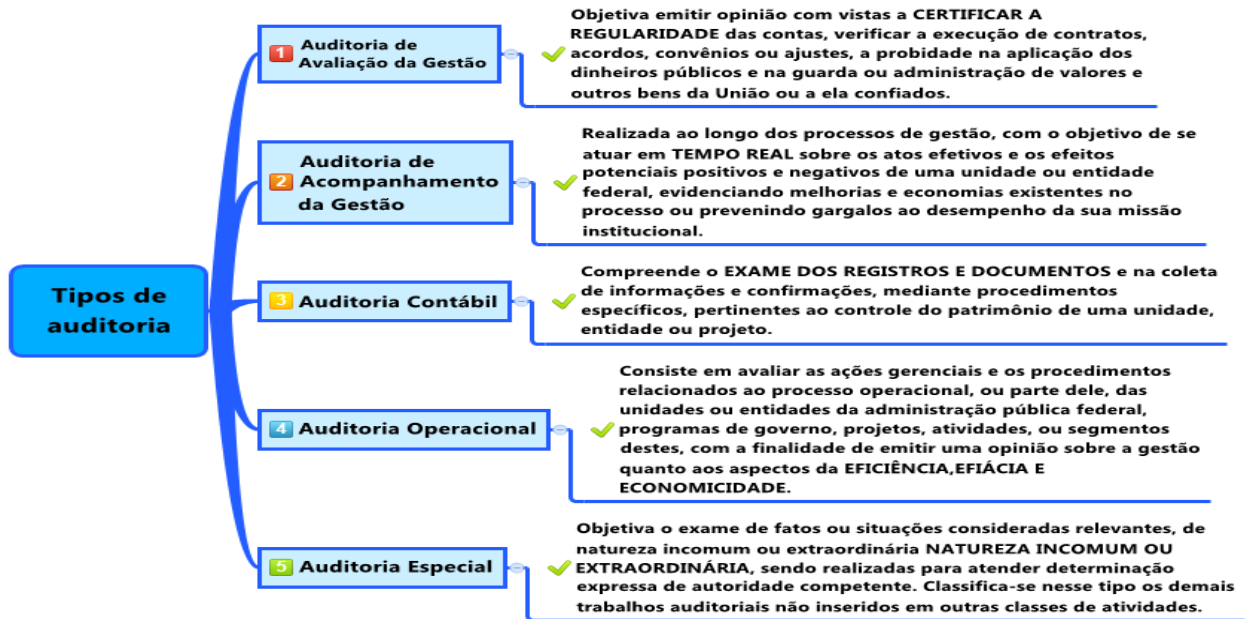 Tipos de
auditoria
1 Auditoria de
Avaliação da Gestão
Objetiva emitir opinião com vistas a CERTIFICAR A
REGULARIDADE das contas, verificar a execução de contratos,
acordos, convênios ou ajustes, a probidade na aplicação dos
dinheiros públicos e na guarda ou administração de valores e
outros bens da União ou a ela confiados.
2 Auditoria de
Acompanhamento
da Gestão
Realizada ao longo dos processos de gestão, com o objetivo de se
atuar em TEMPO REAL sobre os atos efetivos e os efeitos
potenciais positivos e negativos de uma unidade ou entidade
federal, evidenciando melhorias e economias existentes no
processo ou prevenindo gargalos ao desempenho da sua missão
institucional.
3 Auditoria Contábil
Compreende o EXAME DOS REGISTROS E DOCUMENTOS e na coleta
de informações e confirmações, mediante procedimentos
específicos, pertinentes ao controle do patrimônio de uma unidade,
entidade ou projeto.
4 Auditoria Operacional
Consiste em avaliar as ações gerenciais e os procedimentos
relacionados ao processo operacional, ou parte dele, das
unidades ou entidades da administração pública federal,
programas de governo, projetos, atividades, ou segmentos
destes, com a finalidade de emitir uma opinião sobre a gestão
quanto aos aspectos da EFICIÊNCIA,EFIÁCIA E
ECONOMICIDADE.
5 Auditoria Especial
Objetiva o exame de fatos ou situações consideradas relevantes, de
natureza incomum ou extraordinária NATUREZA INCOMUM OU
EXTRAORDINÁRIA, sendo realizadas para atender determinação
expressa de autoridade competente. Classifica-se nesse tipo os demais
trabalhos auditoriais não inseridos em outras classes de atividades.